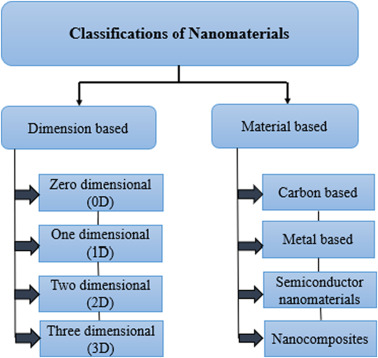 Classifications of Nanomaterials
Dimension based
Material based
Zero dimensional
(0D)
One dimensional
(1D)
Two dimensional
(2D)
Three dimensional
(3D)
Carbon based
Metal based
Semiconductor
nanomaterials
Nanocomposites